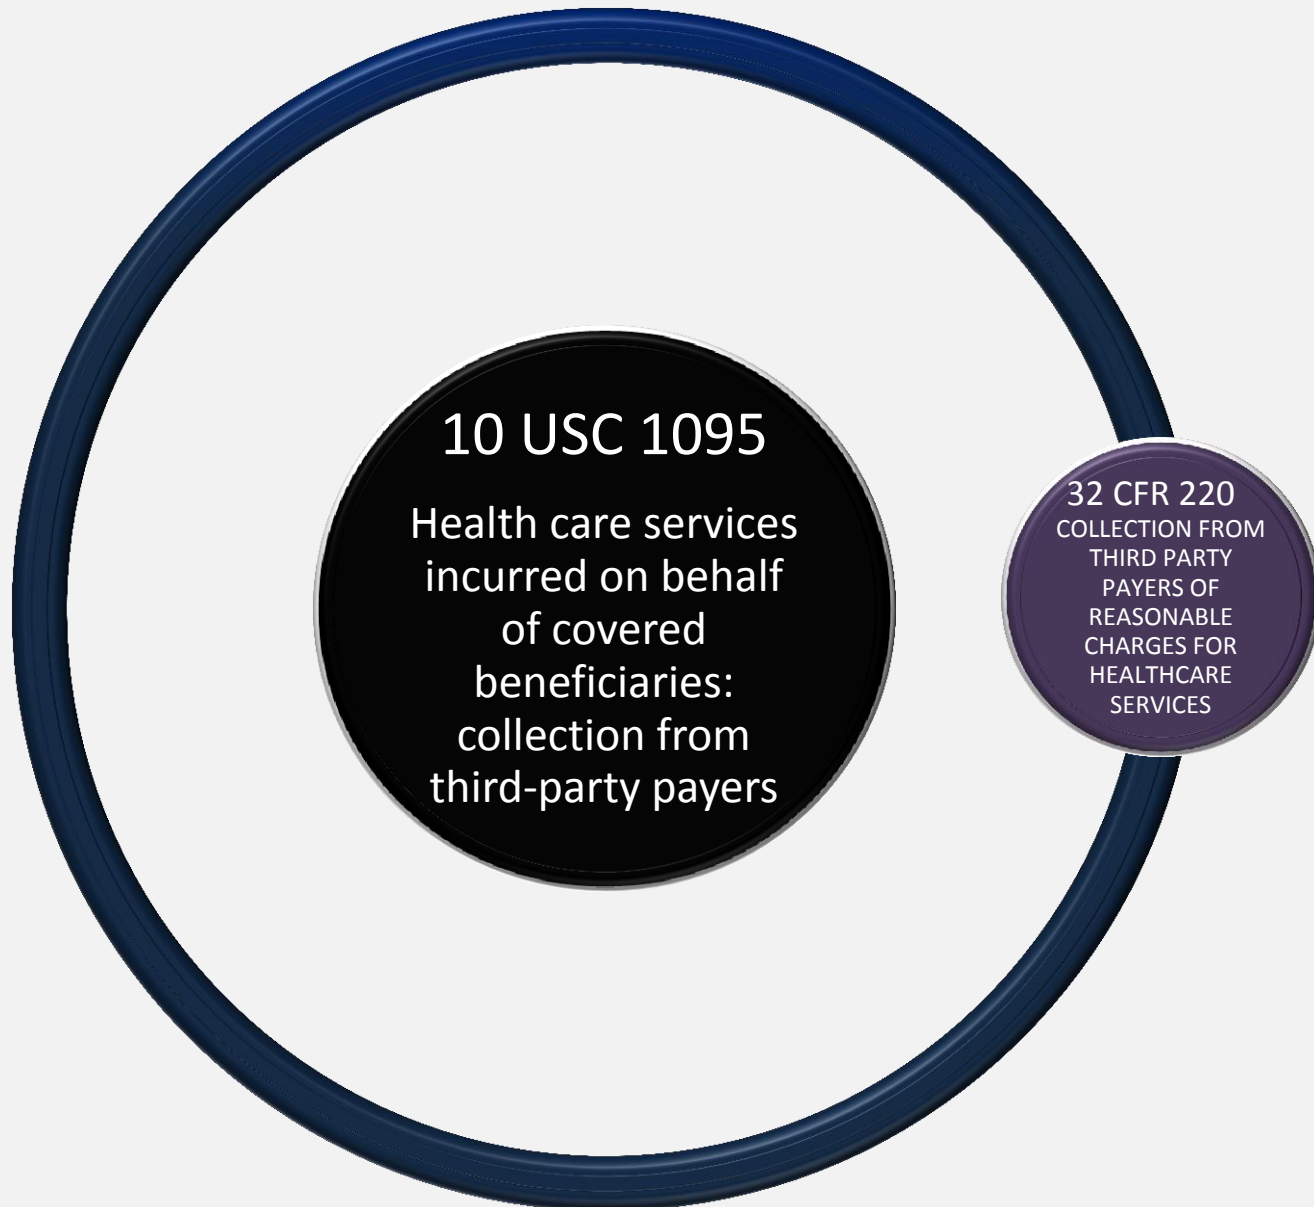 10 USC 1095
Health care services
incurred on behalf
of covered
beneficiaries:
collection from
third-party payers
32 CFR 220
COLLECTION FROM
THIRD PARTY
PAYERS OF
REASONABLE
CHARGES FOR
HEALTHCARE
SERVICES